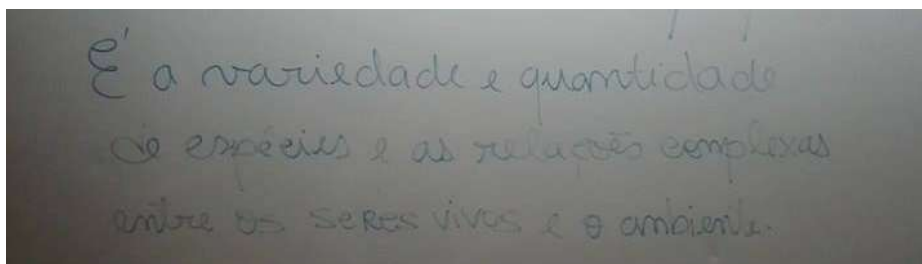 É a variedade e quantidade
de espécies e as relações complexas
entre os seres vivos e o ambiente.